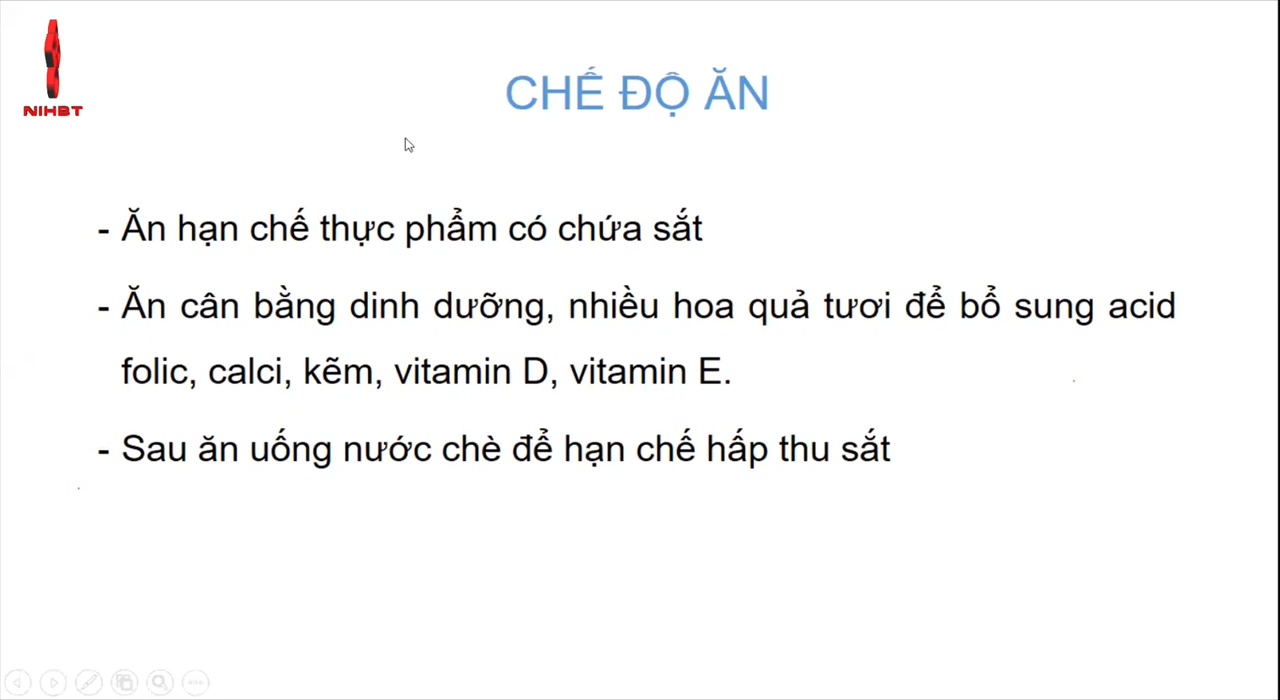 NIHBT
CHẾ ĐỘ ĂN
- Ăn hạn chế thực phẩm có chứa sắt
- Ăn cân bằng dinh dưỡng, nhiều hoa quả tươi để bổ sung acid
folic, calci, kẽm, vitamin D, vitamin E.
- Sau ăn uống nước chè để hạn chế hấp thu sắt